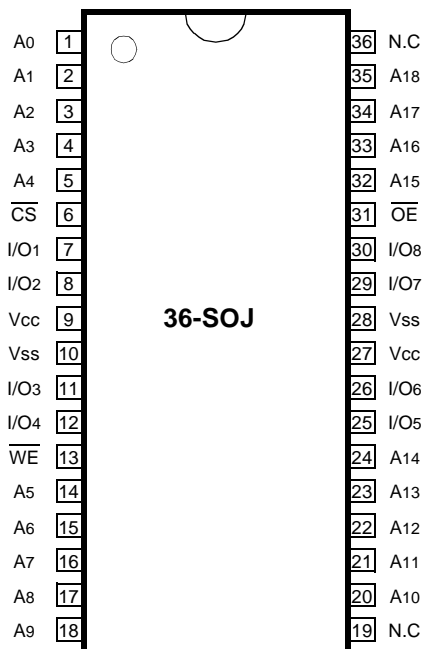 A0 1 36 N.C
A1 2 35 A18
A2 3 34 A17
A3 4 33 A16
A4 5 32 A15
C̅S̅ 6 31 O̅E̅
I/O1 7 30 I/O8
I/O2 8 29 I/O7
Vcc 9 36-SOJ 28 Vss
Vss 10 27 Vcc
I/O3 11 26 I/O6
I/O4 12 25 I/O5
W̅E̅ 13 24 A14
A5 14 23 A13
A6 15 22 A12
A7 16 21 A11
A8 17 20 A10
A9 18 19 N.C